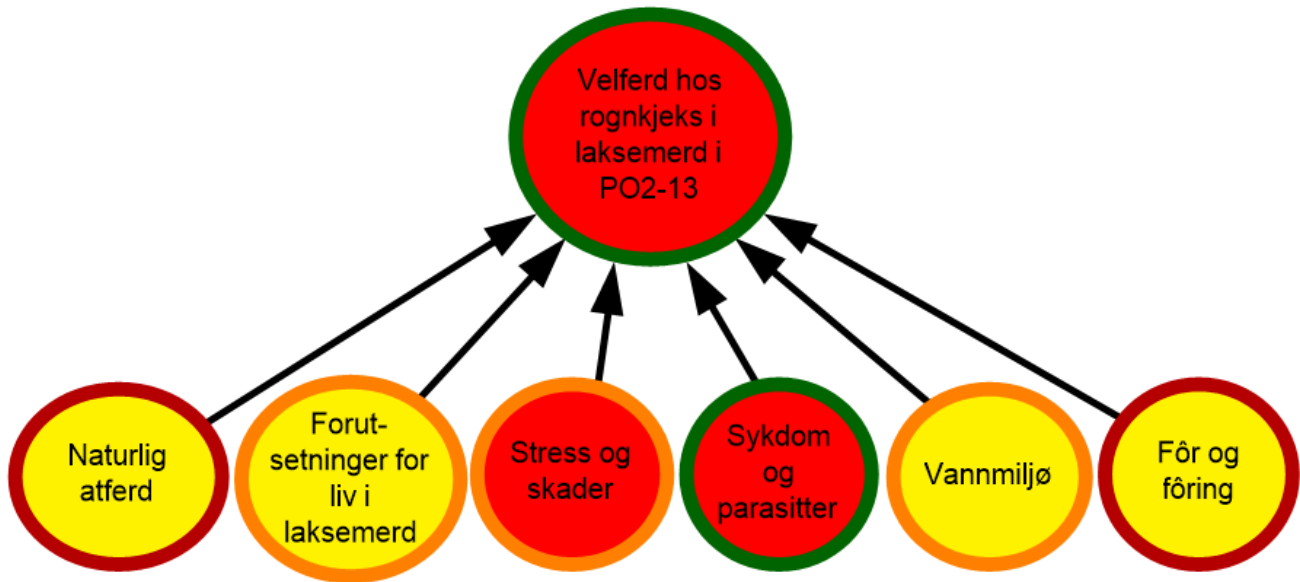 Velferd hos
rognkjeks i
laksemerd i
PO2-13
Naturlig
atferd
Forut-
setninger for
liv i
laksemerd
Stress og
skader
Sykdom
og
parasitter
Vannmiljø
Fôr og
fôring